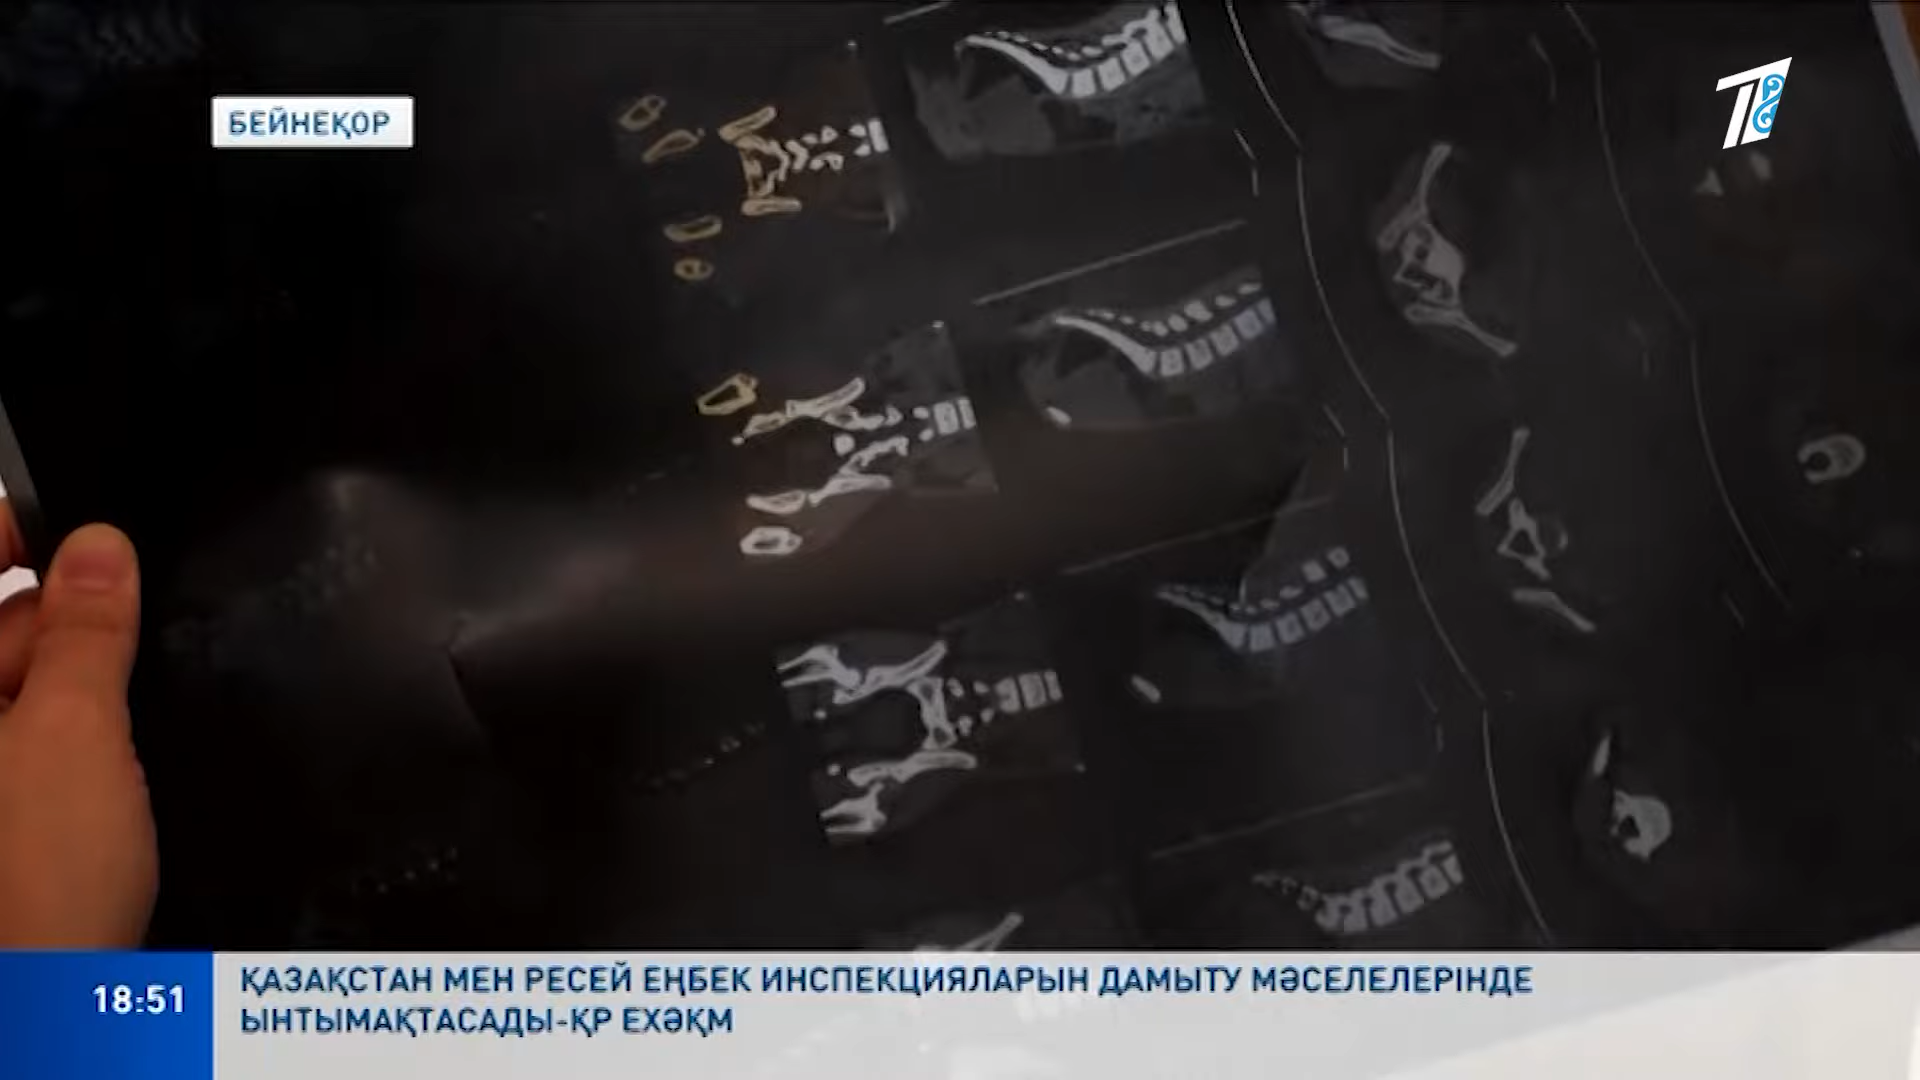 БЕЙНЕҚОР
18:51
ҚАЗАҚСТАН МЕН РЕСЕЙ ЕҢБЕК ИНСПЕКЦИЯЛАРЫН ДАМЫТУ МӘСЕЛЕЛЕРІНДЕ
ЫНТЫМАҚТАСАДЫ-ҚР ЕХӘҚМ